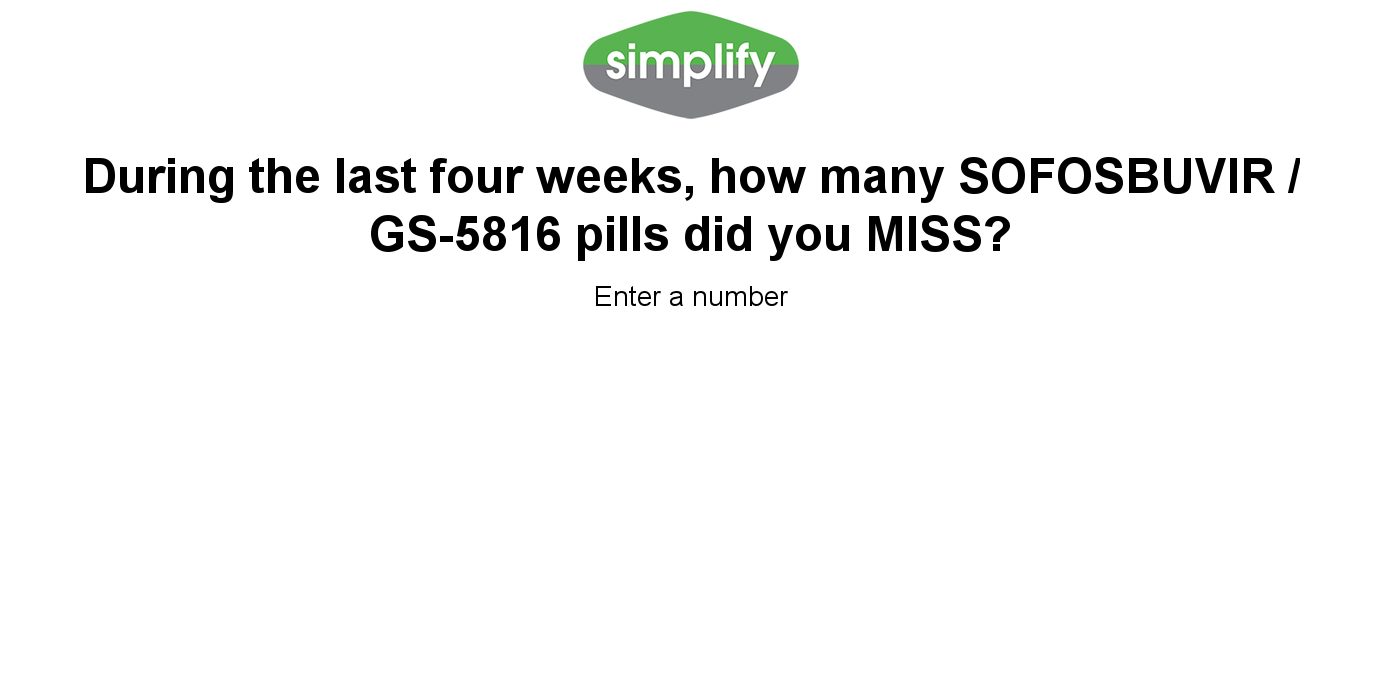 simplify
During the last four weeks, how many SOFOSBUVIR /
GS-5816 pills did you MISS?
Enter a number